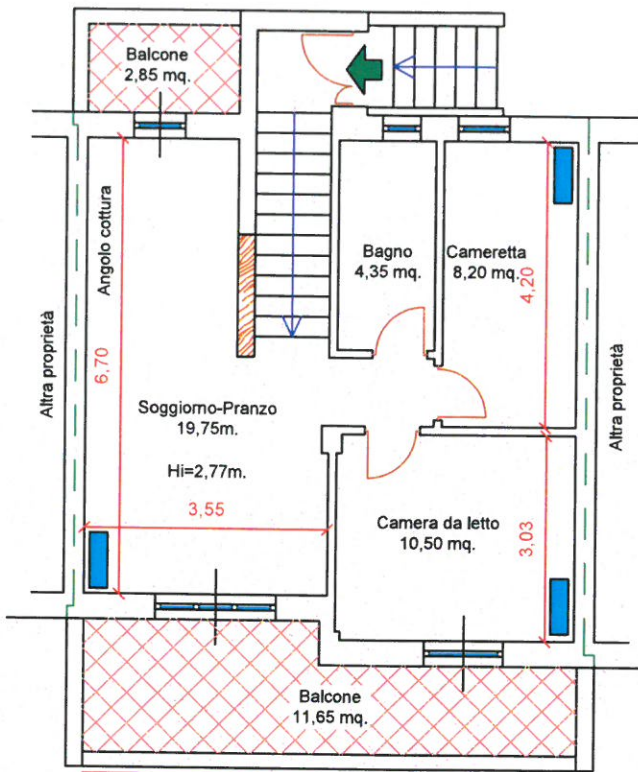 Balcone
2,85 mq.
Angolo cottura
Bagno
4,35 mq.
Cameretta
8,20 mq.
4,20
Altra proprietà
6,70
Altra proprietà
Soggiorno-Pranzo
19,75m.
Hi=2,77m.
3,55
Camera da letto
10,50 mq.
3,03
Balcone
11,65 mq.